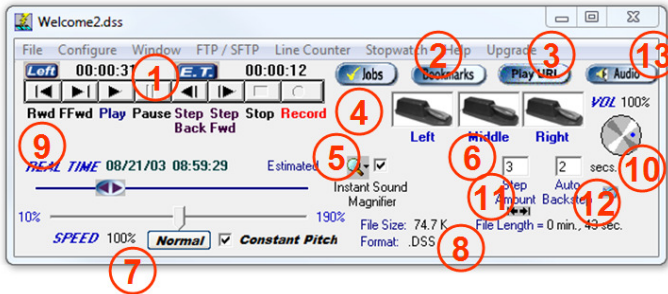 Welcome2.dss
File Configure Window FTP / SFTP Line Counter Stopwatch Help Upgrade
Left 00:00:31 E.T. 00:00:12 Jobs Bookmarks Play URL Audio
1 2 3 13
Rwd FFwd Play Pause Step Back Step Fwd Stop Record
4 Left Middle Right VOL 100%
9 5 6 10
REAL TIME 08/21/03 08:59:29 Estimated 3 2 secs.
Instant Sound Magnifier
11 Step Amount Auto Backstep 12
10% 190%
File Size: 74.7 K File Length = 0 min., 43 sec.
SPEED 100% Normal Constant Pitch Format: .DSS
7 8